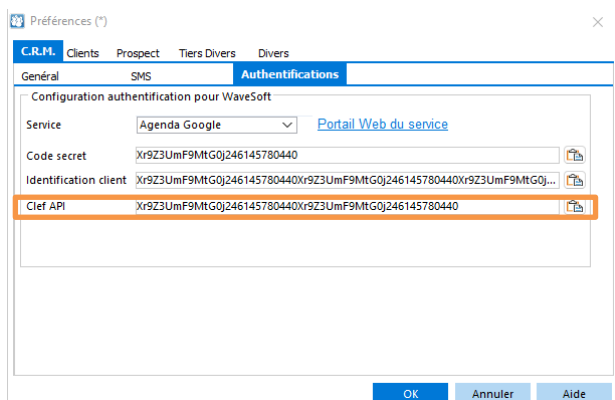 Préférences (*)
C.R.M. Clients Prospect Tiers Divers Divers
Général SMS Authentifications
Configuration authentification pour WaveSoft
Service Agenda Google Portail Web du service
Code secret Xr9Z3UmF9MtG0j246145780440
Identification client Xr9Z3UmF9MtG0j246145780440Xr9Z3UmF9MtG0j246145780440Xr9Z3UmF9MtG0j...
Clef API Xr9Z3UmF9MtG0j246145780440Xr9Z3UmF9MtG0j246145780440
OK Annuler Aide